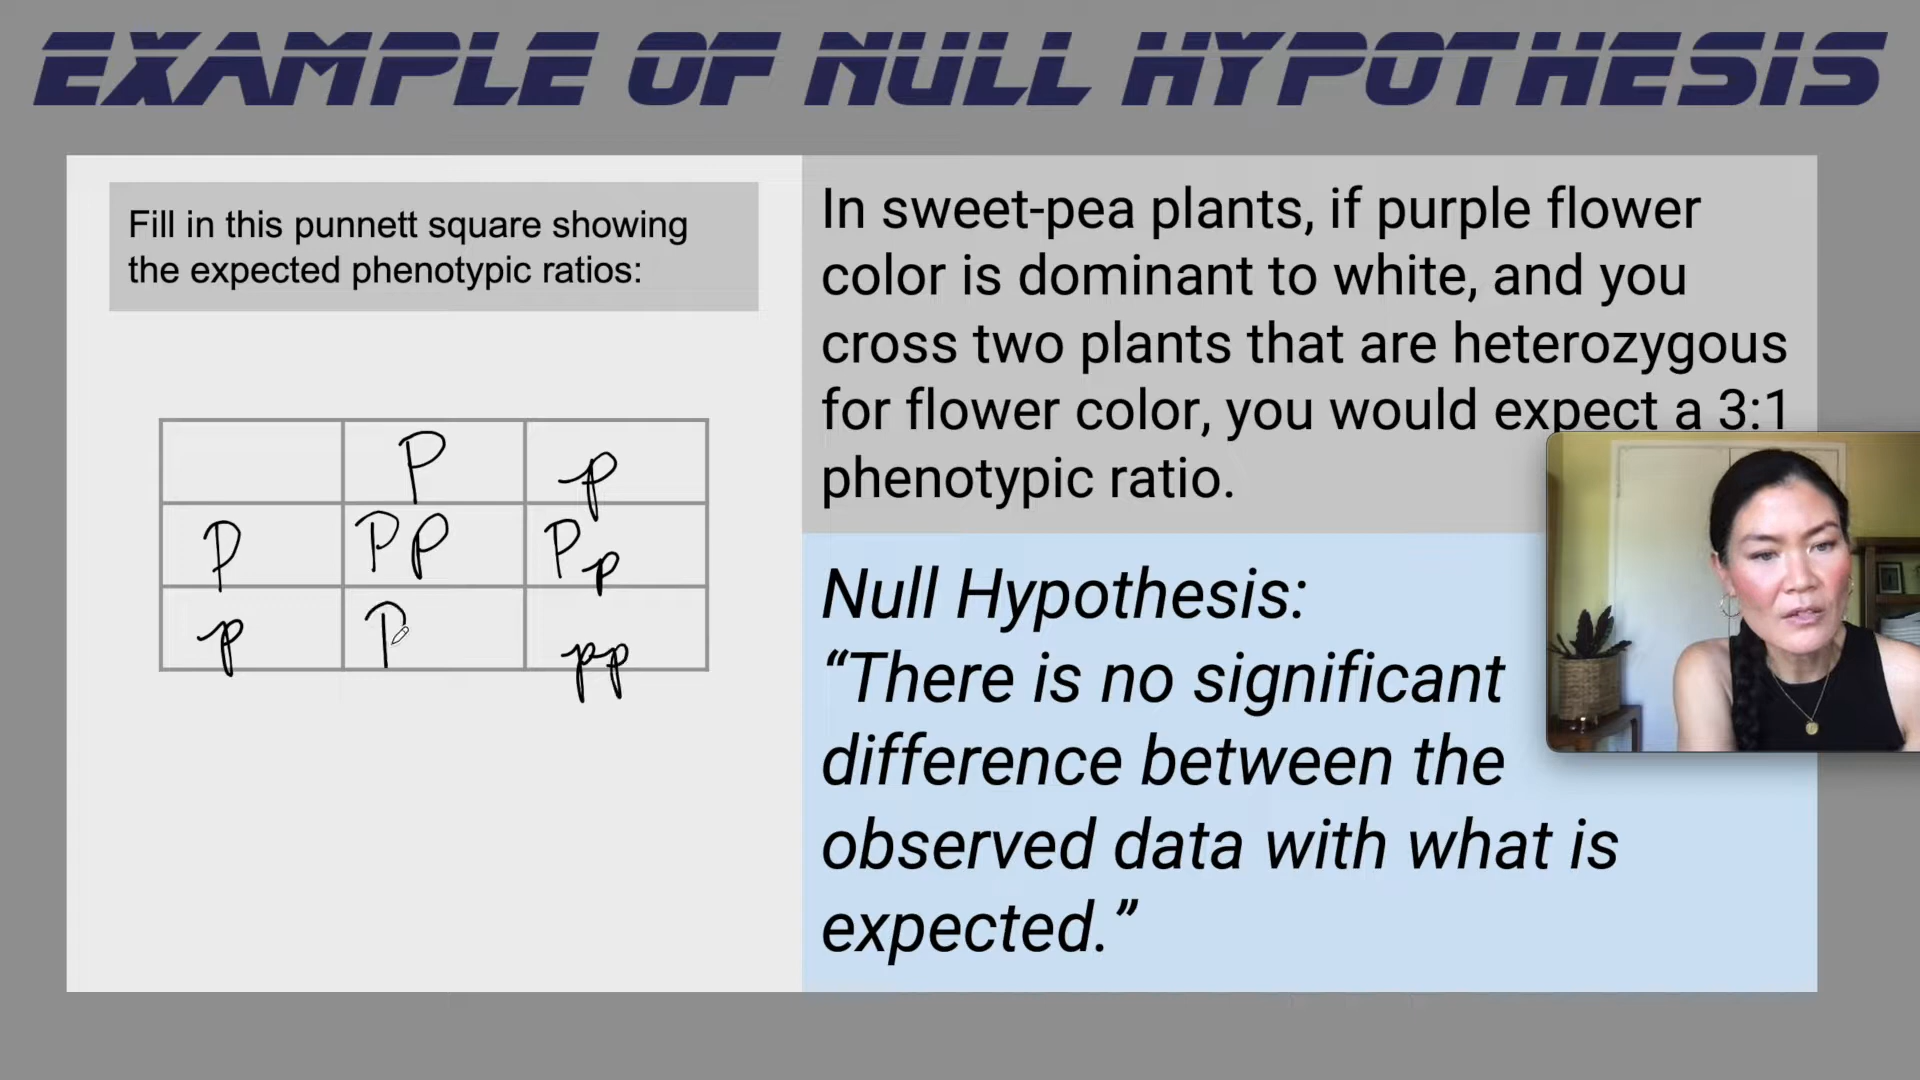 EXAMPLE OF NULL HYPOTHESIS
Fill in this punnett square showing
the expected phenotypic ratios:
P p
P PP Pp
p P pp
In sweet-pea plants, if purple flower
color is dominant to white, and you
cross two plants that are heterozygous
for flower color, you would expect a 3:1
phenotypic ratio.
Null Hypothesis:
“There is no significant
difference between the
observed data with what is
expected.”